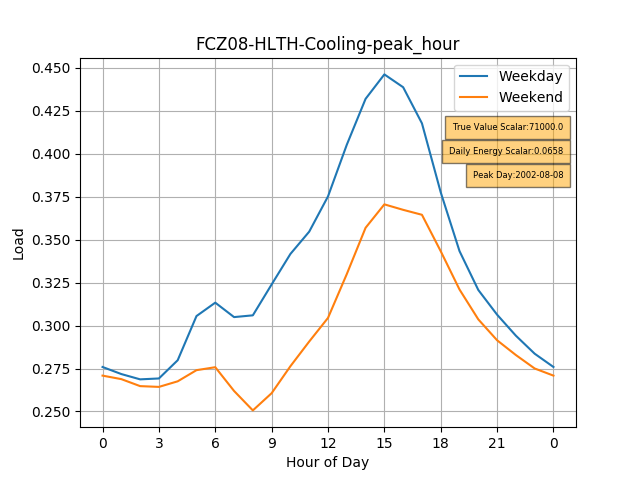 FCZ08-HLTH-Cooling-peak_hour
0.450
0.425
0.400
0.375
0.350
0.325
0.300
0.275
0.250
Load
Weekday
Weekend
True Value Scalar:71000.0
Daily Energy Scalar:0.0658
Peak Day:2002-08-08
0 3 6 9 12 15 18 21 0
Hour of Day